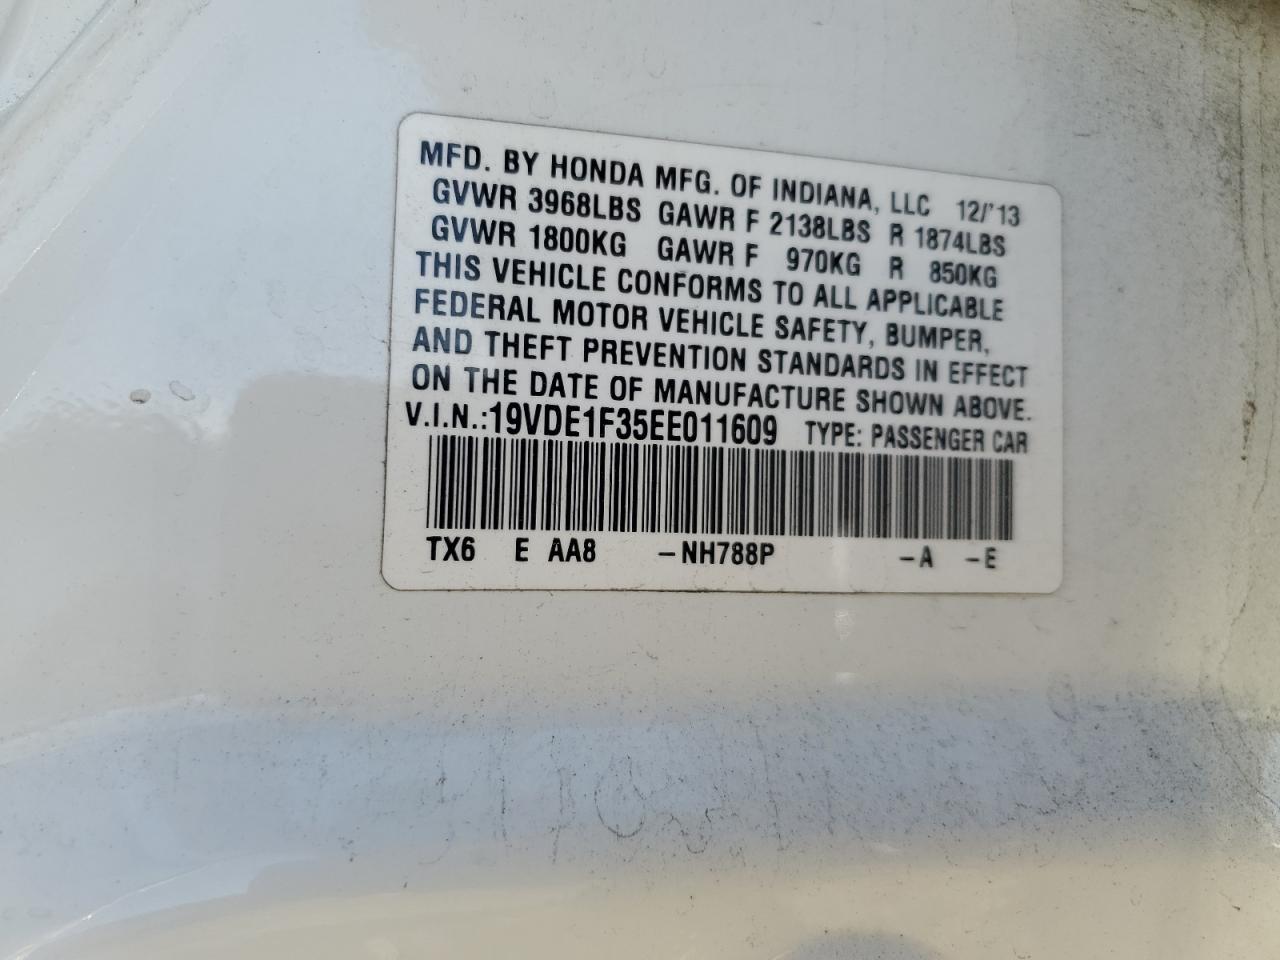 MFD. BY HONDA MFG. OF INDIANA, LLC 12/'13
GVWR 3968LBS GAWR F 2138LBS R 1874LBS
GVWR 1800KG GAWR F 970KG R 850KG
THIS VEHICLE CONFORMS TO ALL APPLICABLE
FEDERAL MOTOR VEHICLE SAFETY, BUMPER,
AND THEFT PREVENTION STANDARDS IN EFFECT
ON THE DATE OF MANUFACTURE SHOWN ABOVE.
V.I.N.:19VDE1F35EE011609 TYPE: PASSENGER CAR
TX6 E AA8 -NH788P -A -E